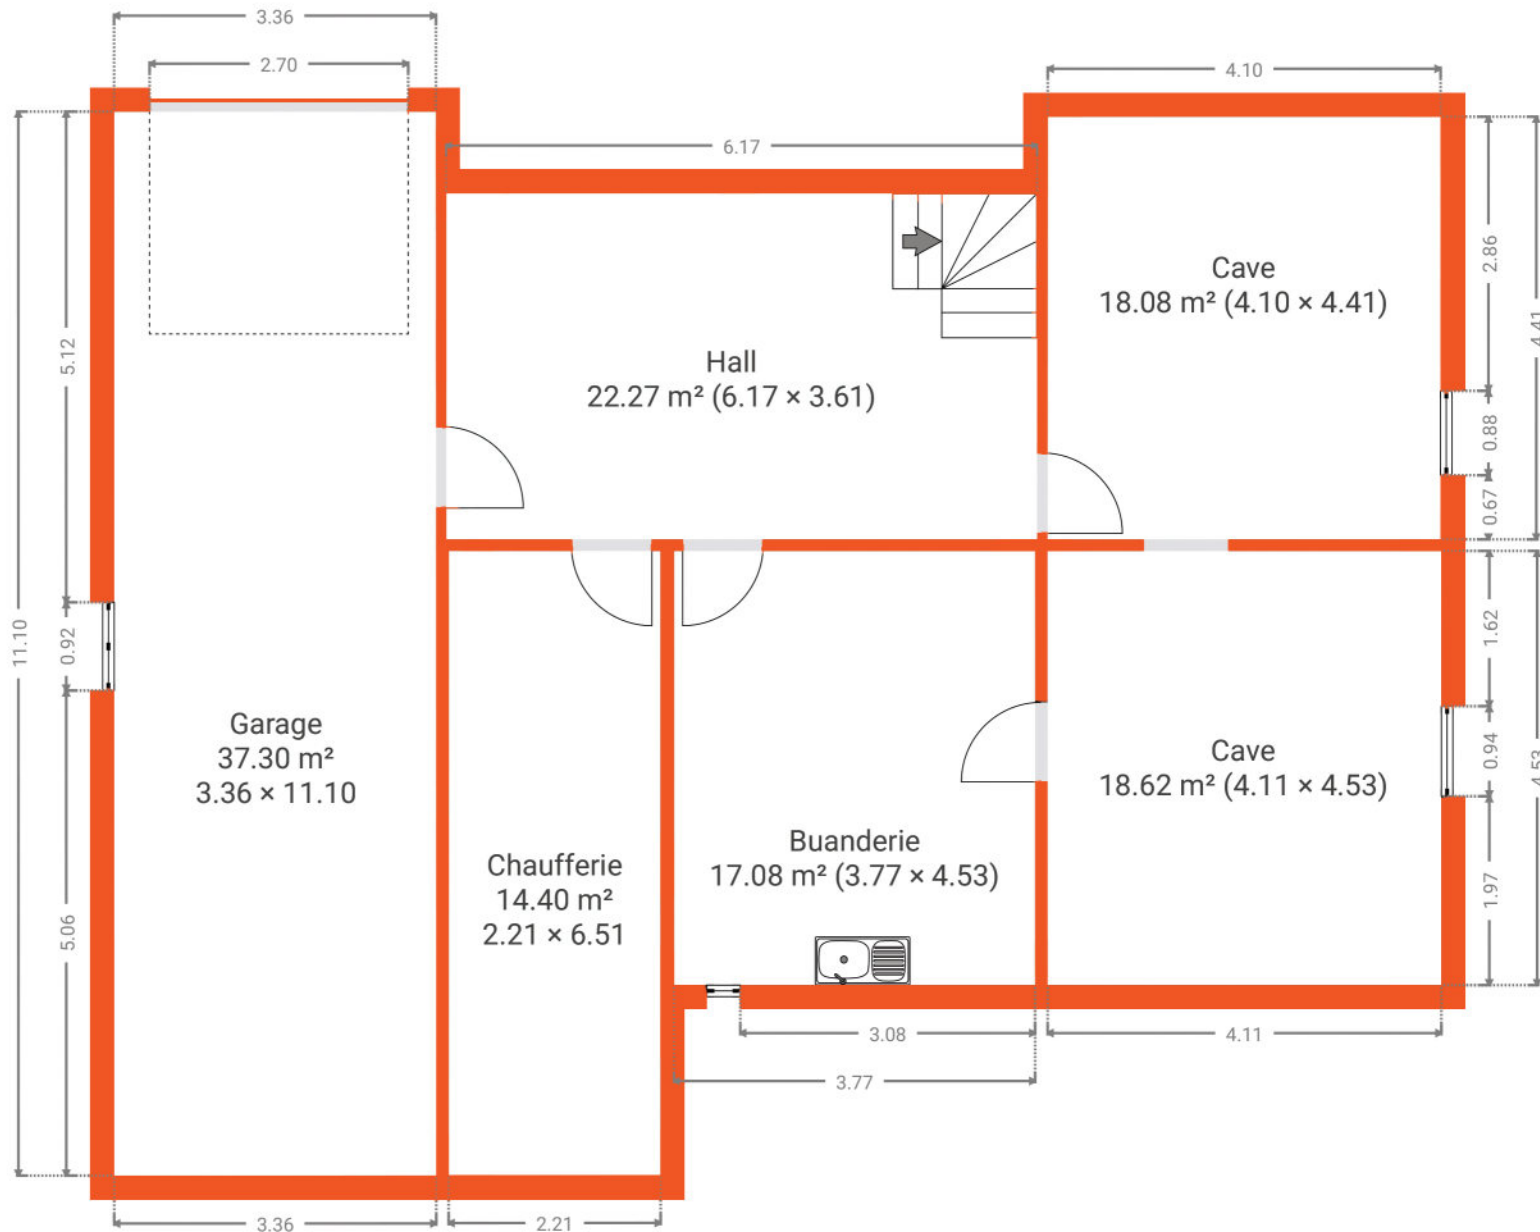 3.36
2.70
4.10
6.17
2.86
4.41
0.88
0.67
Cave
18.08 m² (4.10 × 4.41)
Hall
22.27 m² (6.17 × 3.61)
5.12
0.92
11.10
5.06
Garage
37.30 m²
3.36 × 11.10
Chaufferie
14.40 m²
2.21 × 6.51
Buanderie
17.08 m² (3.77 × 4.53)
Cave
18.62 m² (4.11 × 4.53)
1.62
0.94
4.53
1.97
3.08
4.11
3.77
3.36
2.21